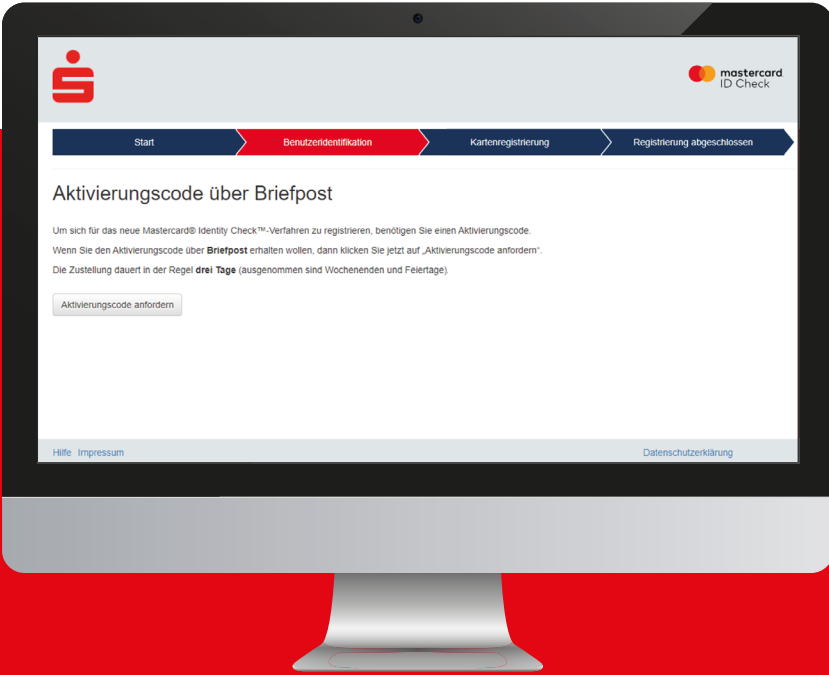 mastercard
ID Check
Start
Benutzeridentifikation
Kartenregistrierung
Registrierung abgeschlossen
Aktivierungscode über Briefpost
Um sich für das neue Mastercard® Identity Check™-Verfahren zu registrieren, benötigen Sie einen Aktivierungscode.
Wenn Sie den Aktivierungscode über Briefpost erhalten wollen, dann klicken Sie jetzt auf „Aktivierungscode anfordern“.
Die Zustellung dauert in der Regel drei Tage (ausgenommen sind Wochenenden und Feiertage).
Aktivierungscode anfordern
Hilfe Impressum
Datenschutzerklärung